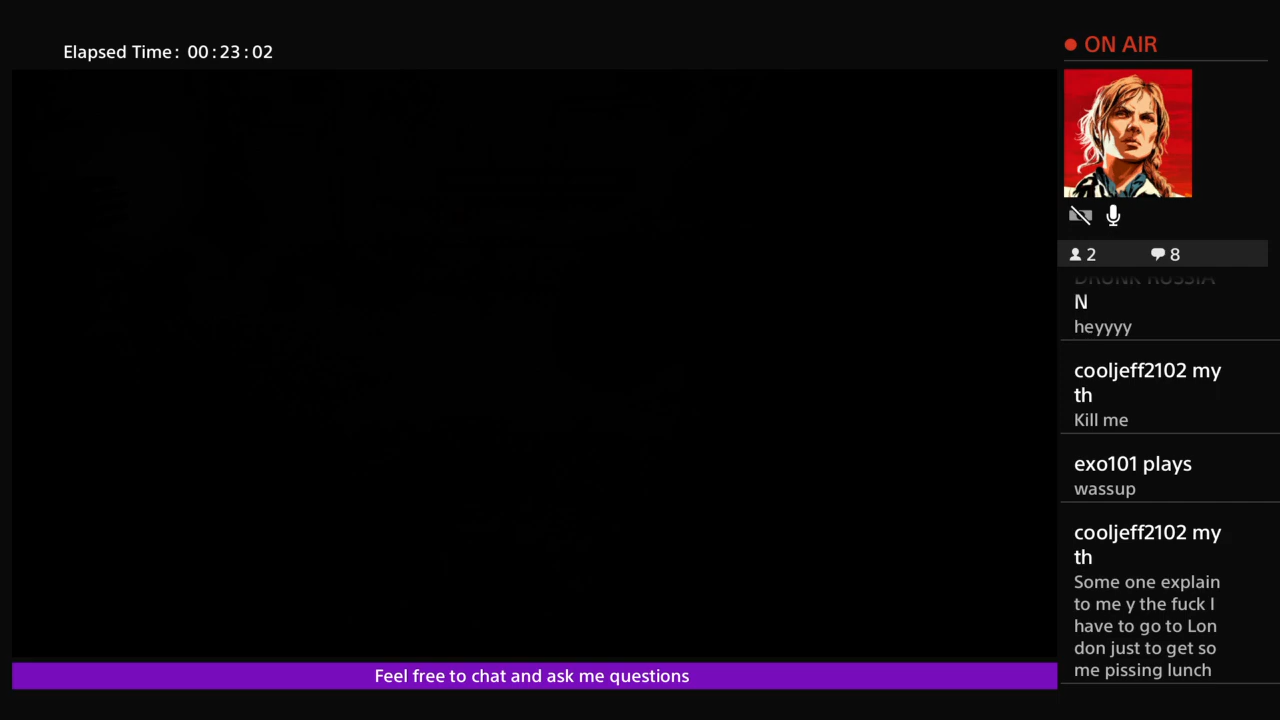 Elapsed Time: 00:23:02
ON AIR
2 8
DRUNK RUSSIA
N
heyyyy
cooljeff2102 my
th
Kill me
exo101 plays
wassup
cooljeff2102 my
th
Some one explain
to me y the fuck I
have to go to Lon
don just to get so
me pissing lunch
Feel free to chat and ask me questions